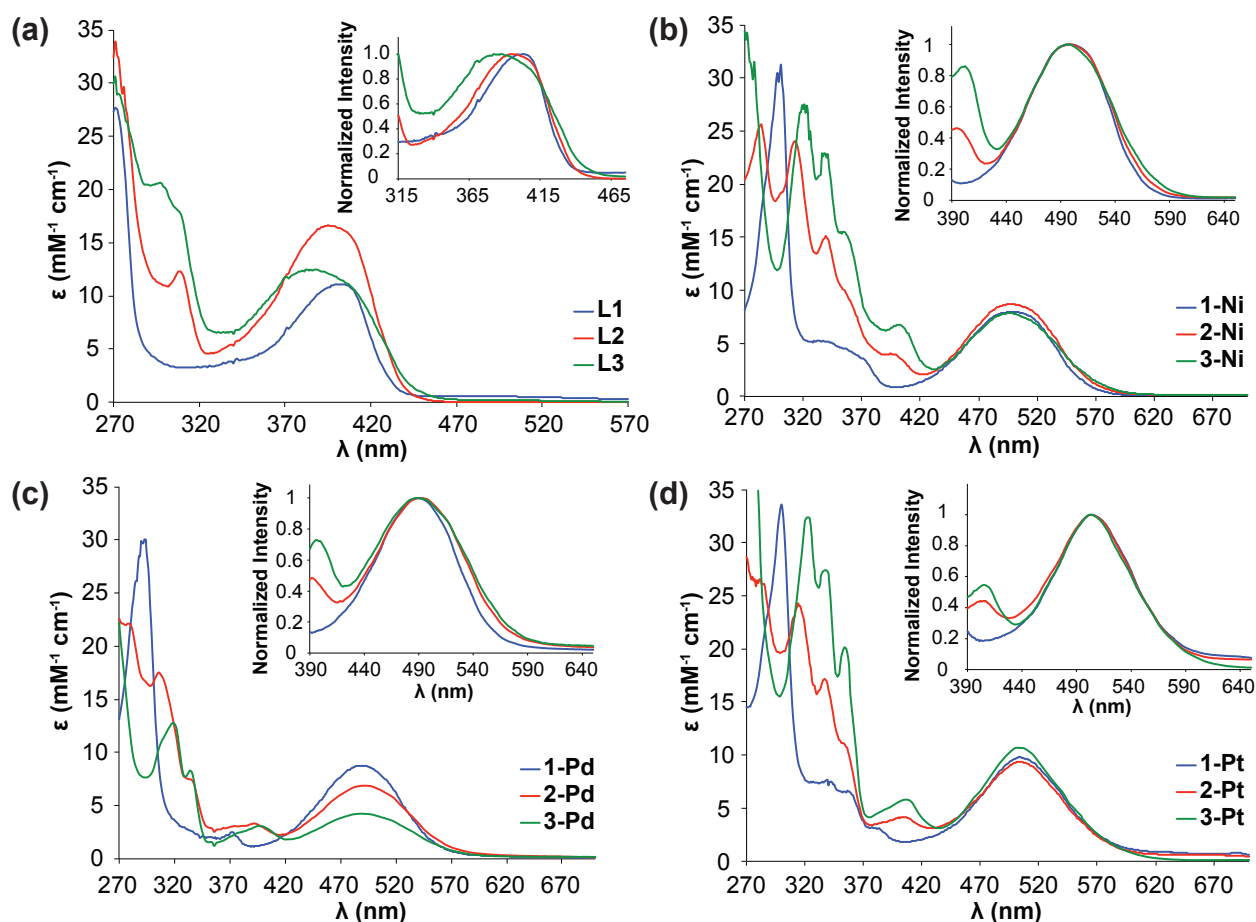 (a)
35
30
25
20
15
10
5
0
ε (mM-1 cm-1)
270 320 370 420 470 520 570
λ (nm)
Normalized Intensity
1.0
0.8
0.6
0.4
0.2
0
315 365 415 465
L1
L2
L3
(b)
35
30
25
20
15
10
5
0
ε (mM-1 cm-1)
270 320 370 420 470 520 570 620 670
λ (nm)
Normalized Intensity
1
0.8
0.6
0.4
0.2
0
390 440 490 540 590 640
1-Ni
2-Ni
3-Ni
(c)
35
30
25
20
15
10
5
0
ε (mM-1 cm-1)
270 320 370 420 470 520 570 620 670
λ (nm)
Normalized Intensity
1
0.8
0.6
0.4
0.2
0
390 440 490 540 590 640
λ (nm)
1-Pd
2-Pd
3-Pd
(d)
35
30
25
20
15
10
5
0
ε (mM-1 cm-1)
270 320 370 420 470 520 570 620 670
λ (nm)
Normalized Intensity
1
0.8
0.6
0.4
0.2
0
390 440 490 540 590 640
λ (nm)
1-Pt
2-Pt
3-Pt